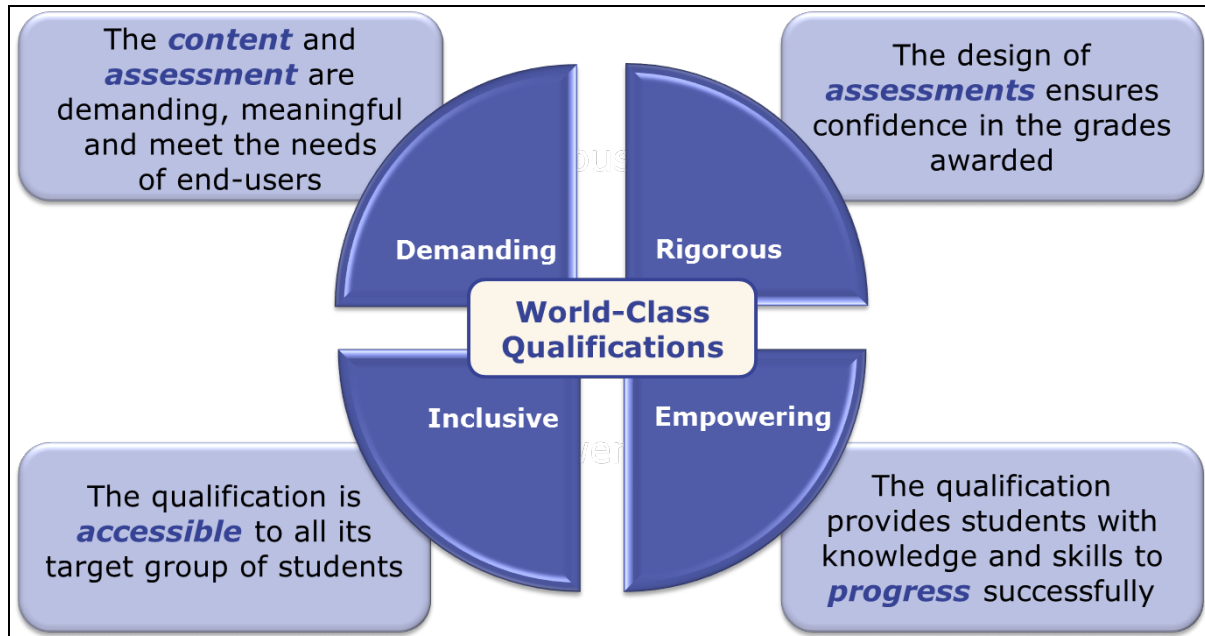 The content and
assessment are
demanding, meaningful
and meet the needs
of end-users
The design of
assessments ensures
confidence in the grades
awarded
Demanding
Rigorous
World-Class
Qualifications
Inclusive
Empowering
The qualification is
accessible to all its
target group of students
The qualification
provides students with
knowledge and skills to
progress successfully